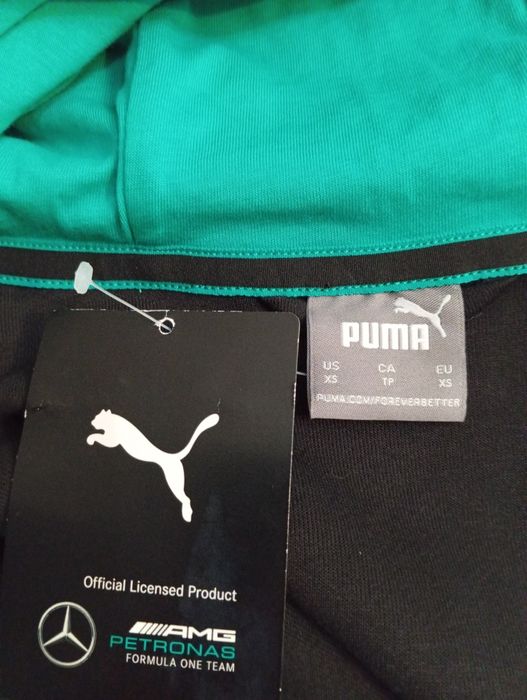 PUMA
US CA EU
XS TP XS
PUMA.COM/FOREVERBETTER
Official Licensed Product
AMG
PETRONAS
FORMULA ONE TEAM